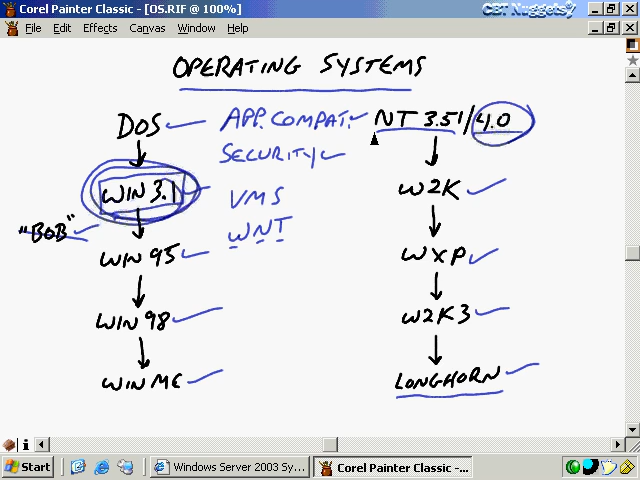 Corel Painter Classic - [OS.RIF @ 100%]
CBT Nuggets
File Edit Effects Canvas Window Help
OPERATING SYSTEMS
DOS APP. COMPAT. NT 3.51/4.0
SECURITY
WIN 3.1 VMS W2K
"BOB" WNT
WIN 95 WXP
WIN 98 W2K3
WIN ME LONGHORN
Start Windows Server 2003 Sy... Corel Painter Classic -...